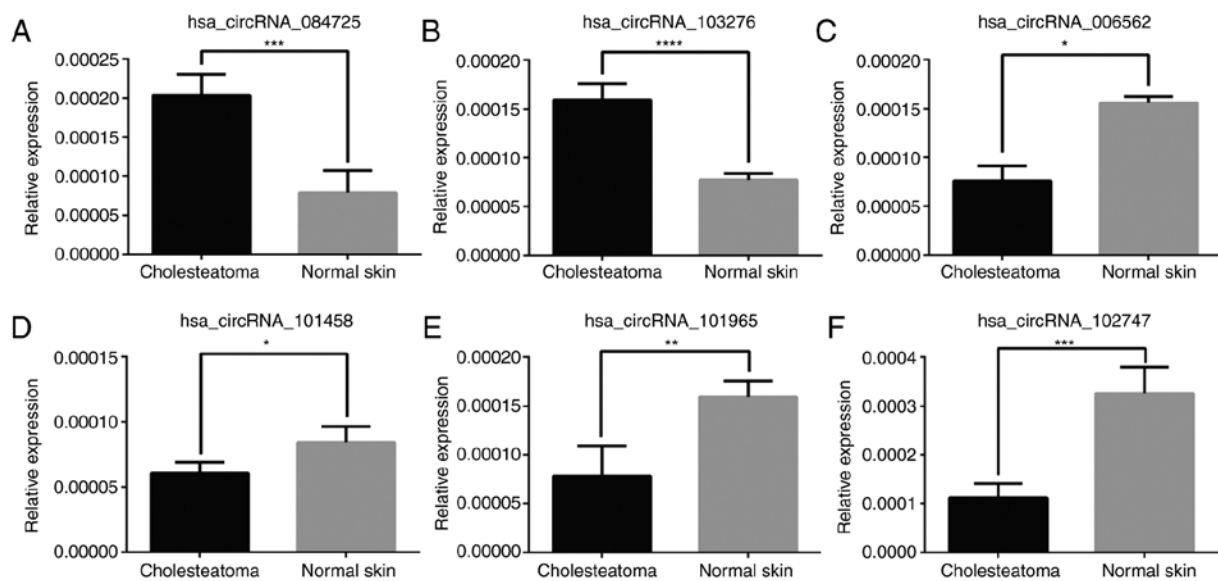 A
hsa_circRNA_084725
***
Relative expression
0.00025
0.00020
0.00015
0.00010
0.00005
0.00000
Cholesteatoma
Normal skin
B
hsa_circRNA_103276
****
Relative expression
0.00020
0.00015
0.00010
0.00005
0.00000
Cholesteatoma
Normal skin
C
hsa_circRNA_006562
*
Relative expression
0.00020
0.00015
0.00010
0.00005
0.00000
Cholesteatoma
Normal skin
D
hsa_circRNA_101458
*
Relative expression
0.00015
0.00010
0.00005
0.00000
Cholesteatoma
Normal skin
E
hsa_circRNA_101965
**
Relative expression
0.00020
0.00015
0.00010
0.00005
0.00000
Cholesteatoma
Normal skin
F
hsa_circRNA_102747
***
Relative expression
0.0004
0.0003
0.0002
0.0001
0.0000
Cholesteatoma
Normal skin